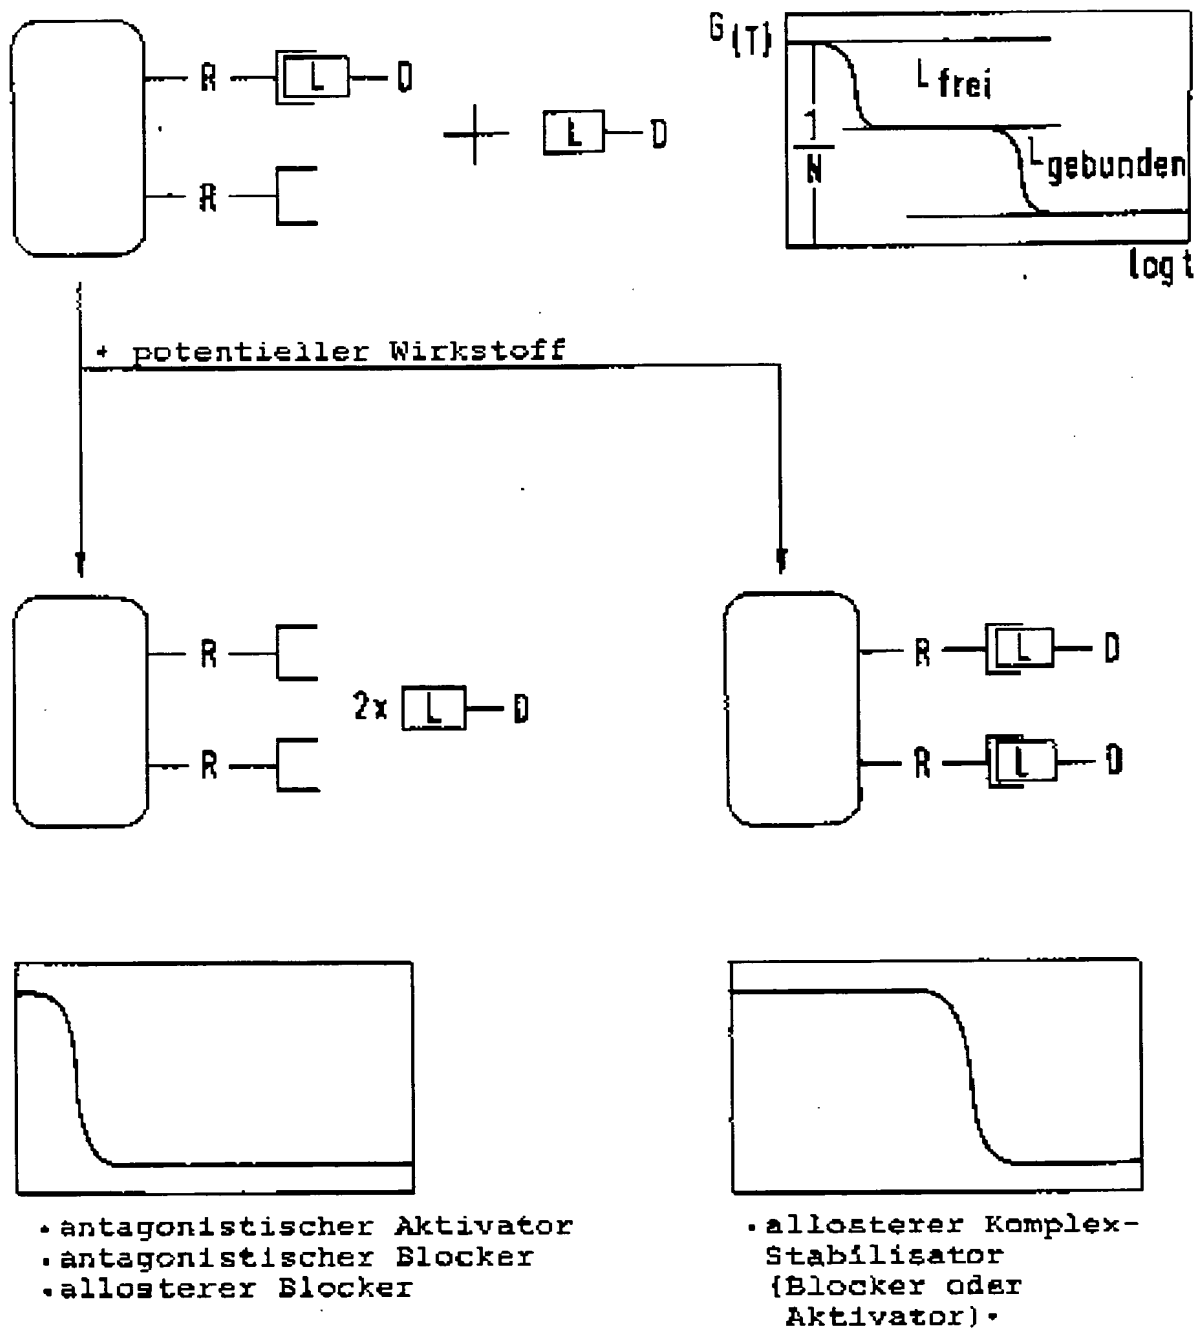 R L D
L D
R
G(T)
L frei
1
N
L gebunden
log t
+ potentieller Wirkstoff
R
2x L D
R
R L D
R L D
• antagonistischer Aktivator
• antagonistischer Blocker
• allosterer Blocker
• allosterer Komplex-
Stabilisator
(Blocker oder
Aktivator)•